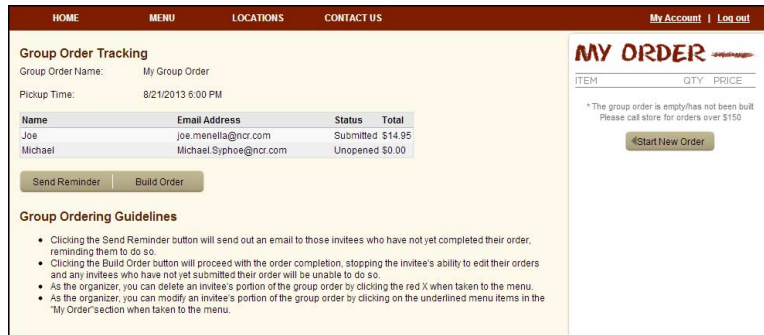 HOME MENU LOCATIONS CONTACT US My Account | Log out
Group Order Tracking
Group Order Name: My Group Order
Pickup Time: 8/21/2013 6:00 PM
Name Email Address Status Total
Joe joe.menella@ncr.com Submitted $14.95
Michael Michael.Syphoe@ncr.com Unopened $0.00
Send Reminder Build Order
Group Ordering Guidelines
• Clicking the Send Reminder button will send out an email to those invitees who have not yet completed their order,
reminding them to do so.
• Clicking the Build Order button will proceed with the order completion, stopping the invitee's ability to edit their orders
and any invitees who have not yet submitted their order will be unable to do so.
• As the organizer, you can delete an invitee's portion of the group order by clicking the red X when taken to the menu.
• As the organizer, you can modify an invitee's portion of the group order by clicking on the underlined menu items in the
"My Order"section when taken to the menu.
MY ORDER
ITEM QTY PRICE
* The group order is empty/has not been built
Please call store for orders over $150
Start New Order